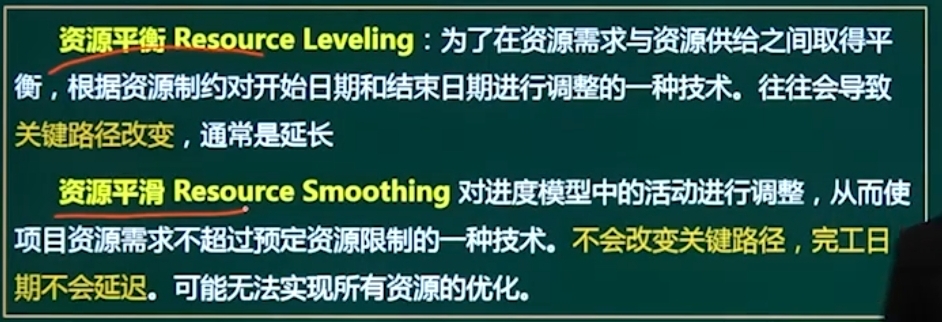 资源平衡 Resource Leveling：为了在资源需求与资源供给之间取得平
衡，根据资源制约对开始日期和结束日期进行调整的一种技术。往往会导致
关键路径改变，通常是延长
资源平滑 Resource Smoothing 对进度模型中的活动进行调整，从而使
项目资源需求不超过预定资源限制的一种技术。不会改变关键路径，完工日
期不会延迟。可能无法实现所有资源的优化。